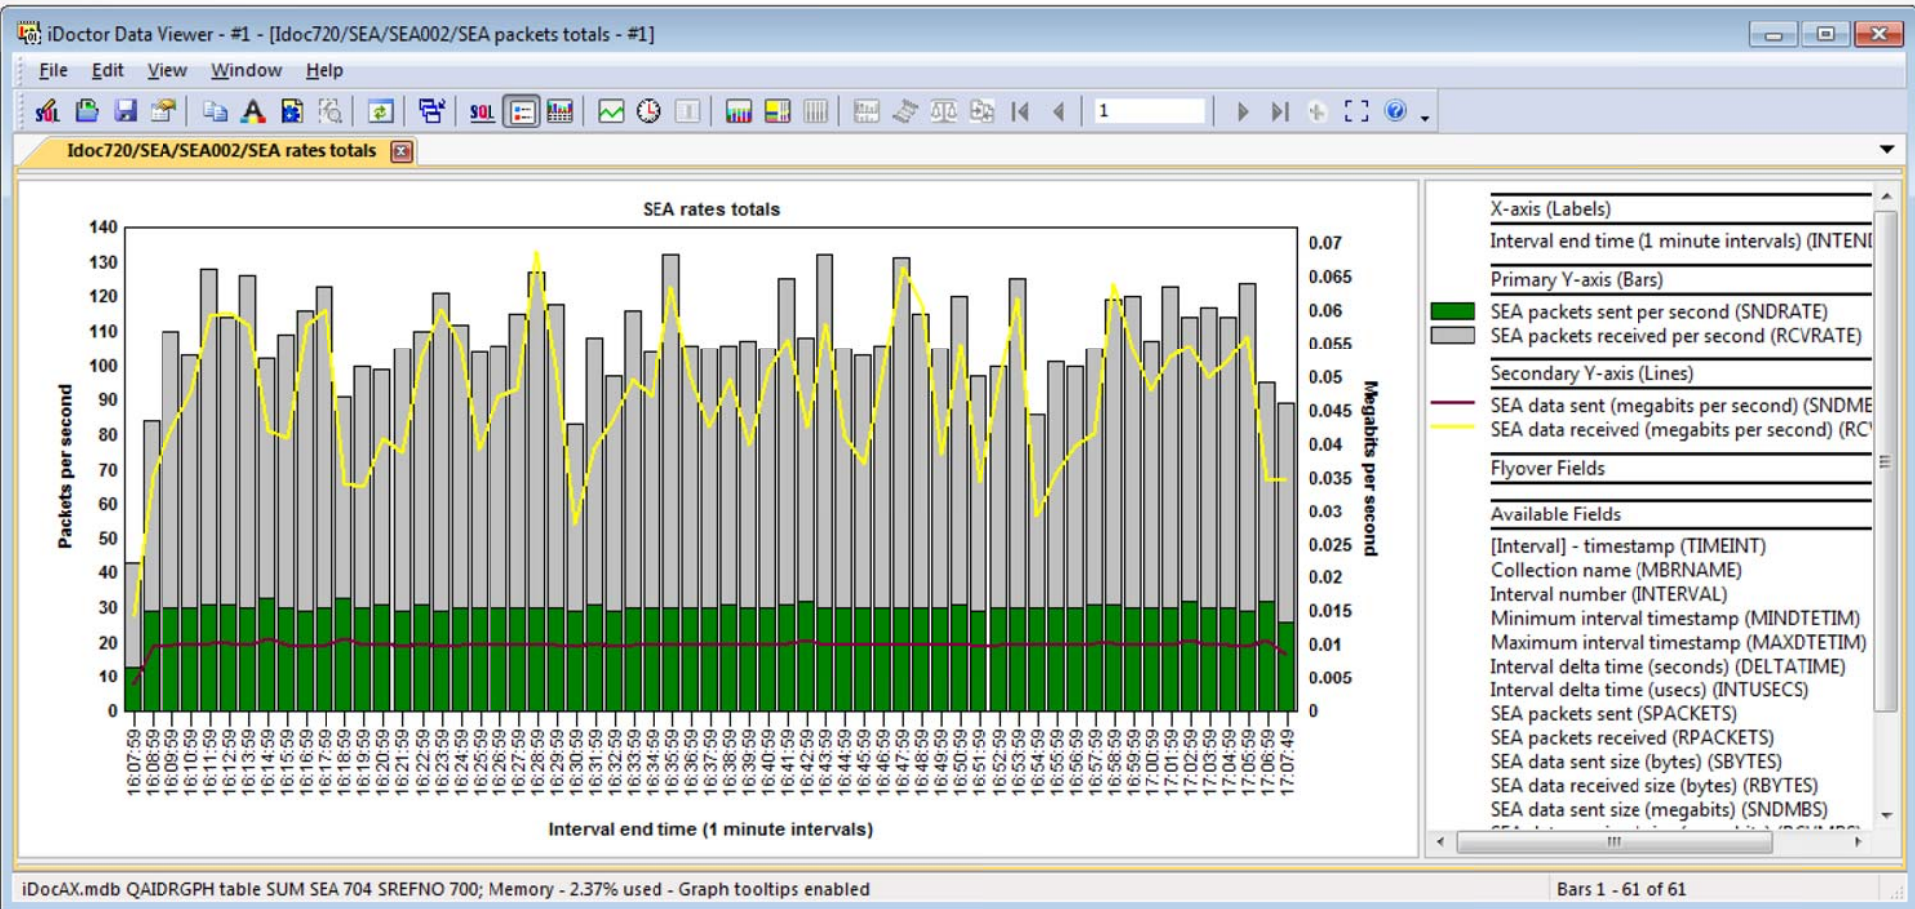 iDoctor Data Viewer - #1 - [Idoc720/SEA/SEA002/SEA packets totals - #1]
File Edit View Window Help
SQL 1
Idoc720/SEA/SEA002/SEA rates totals
SEA rates totals
Packets per second
140
130
120
110
100
90
80
70
60
50
40
30
20
10
0
0.07
0.065
0.06
0.055
0.05
0.045
0.04
0.035
0.03
0.025
0.02
0.015
0.01
0.005
0
Megabits per second
16:07:59
16:08:59
16:09:59
16:10:59
16:11:59
16:12:59
16:13:59
16:14:59
16:15:59
16:16:59
16:17:59
16:18:59
16:19:59
16:20:59
16:21:59
16:22:59
16:23:59
16:24:59
16:25:59
16:26:59
16:27:59
16:28:59
16:29:59
16:30:59
16:31:59
16:32:59
16:33:59
16:34:59
16:35:59
16:36:59
16:37:59
16:38:59
16:39:59
16:40:59
16:41:59
16:42:59
16:43:59
16:44:59
16:45:59
16:46:59
16:47:59
16:48:59
16:49:59
16:50:59
16:51:59
16:52:59
16:53:59
16:54:59
16:55:59
16:56:59
16:57:59
16:58:59
16:59:59
17:00:59
17:01:59
17:02:59
17:03:59
17:04:59
17:05:59
17:06:59
17:07:49
Interval end time (1 minute intervals)
X-axis (Labels)
Interval end time (1 minute intervals) (INTEND
Primary Y-axis (Bars)
SEA packets sent per second (SNDRATE)
SEA packets received per second (RCVRATE)
Secondary Y-axis (Lines)
SEA data sent (megabits per second) (SNDME
SEA data received (megabits per second) (RCV
Flyover Fields
Available Fields
[Interval] - timestamp (TIMEINT)
Collection name (MBRNAME)
Interval number (INTERVAL)
Minimum interval timestamp (MINDTETIM)
Maximum interval timestamp (MAXDTETIM)
Interval delta time (seconds) (DELTATIME)
Interval delta time (usecs) (INTUSECS)
SEA packets sent (SPACKETS)
SEA packets received (RPACKETS)
SEA data sent size (bytes) (SBYTES)
SEA data received size (bytes) (RBYTES)
SEA data sent size (megabits) (SNDMBS)
iDocAX.mdb QAIDRGPH table SUM SEA 704 SREFNO 700; Memory - 2.37% used - Graph tooltips enabled
Bars 1 - 61 of 61